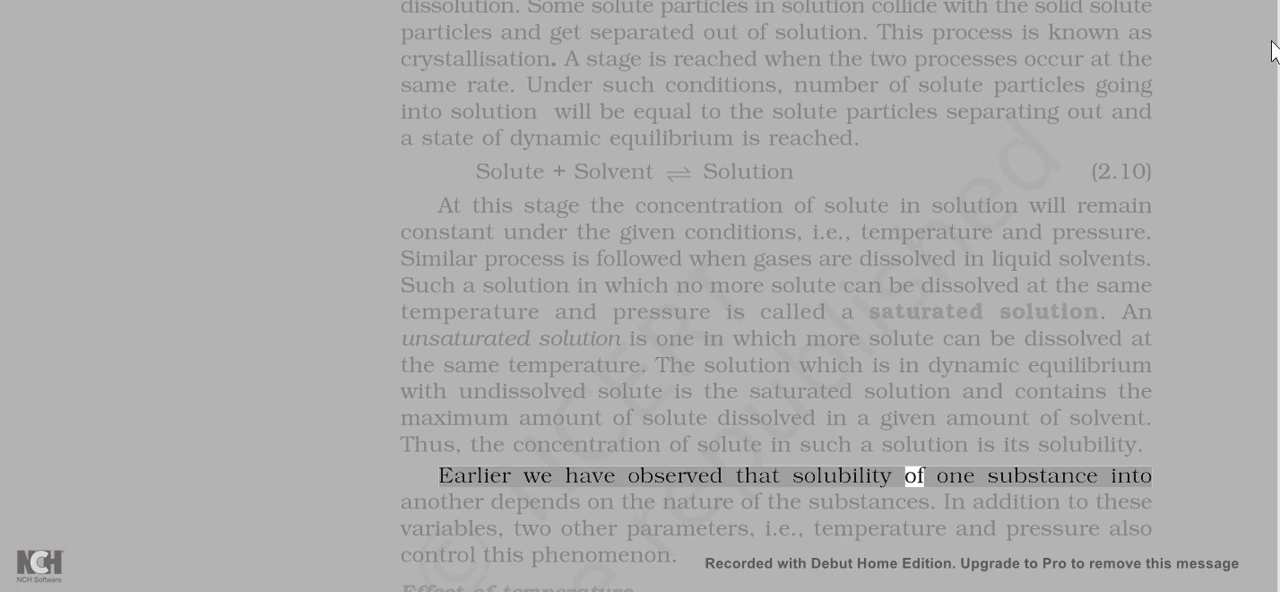 dissolution. Some solute particles in solution collide with the solid solute
particles and get separated out of solution. This process is known as
crystallisation. A stage is reached when the two processes occur at the
same rate. Under such conditions, number of solute particles going
into solution will be equal to the solute particles separating out and
a state of dynamic equilibrium is reached.
Solute + Solvent ⇌ Solution (2.10)
At this stage the concentration of solute in solution will remain
constant under the given conditions, i.e., temperature and pressure.
Similar process is followed when gases are dissolved in liquid solvents.
Such a solution in which no more solute can be dissolved at the same
temperature and pressure is called a saturated solution. An
unsaturated solution is one in which more solute can be dissolved at
the same temperature. The solution which is in dynamic equilibrium
with undissolved solute is the saturated solution and contains the
maximum amount of solute dissolved in a given amount of solvent.
Thus, the concentration of solute in such a solution is its solubility.
Earlier we have observed that solubility of one substance into
another depends on the nature of the substances. In addition to these
variables, two other parameters, i.e., temperature and pressure also
control this phenomenon.
Effect of temperature
© NCERT
republished
NCH
NCH Software
Recorded with Debut Home Edition. Upgrade to Pro to remove this message